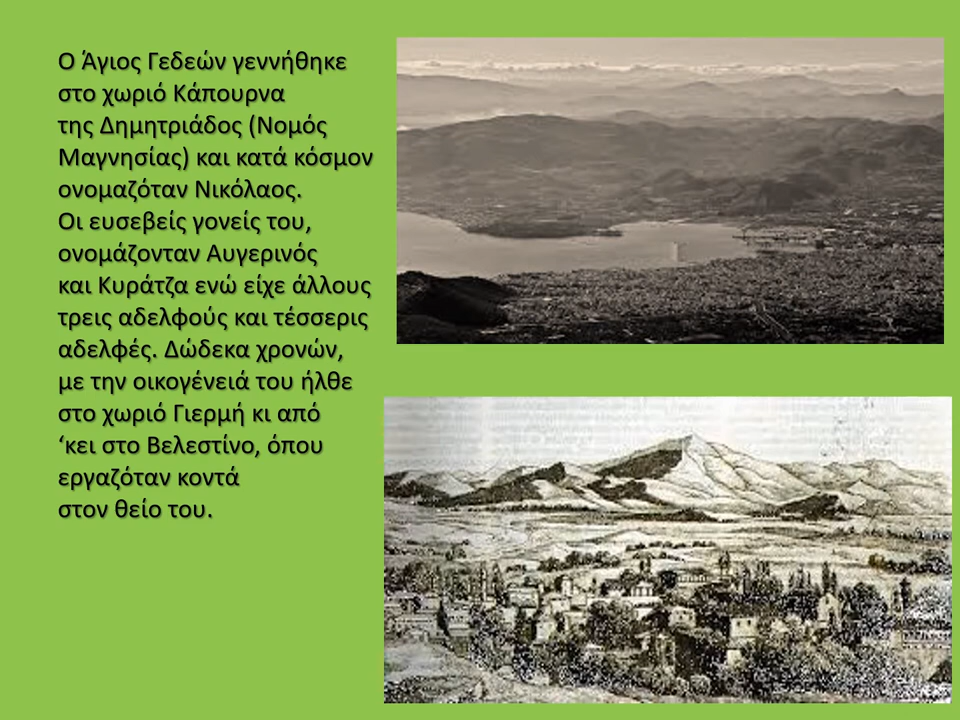 Ο Άγιος Γεδεών γεννήθηκε
στο χωριό Κάπουρνα
της Δημητριάδος (Νομός
Μαγνησίας) και κατά κόσμον
ονομαζόταν Νικόλαος.
Οι ευσεβείς γονείς του,
ονομάζονταν Αυγερινός
και Κυράτζα ενώ είχε άλλους
τρεις αδελφούς και τέσσερις
αδελφές. Δώδεκα χρονών,
με την οικογένειά του ήλθε
στο χωριό Γιερμή κι από
‘κει στο Βελεστίνο, όπου
εργαζόταν κοντά
στον θείο του.